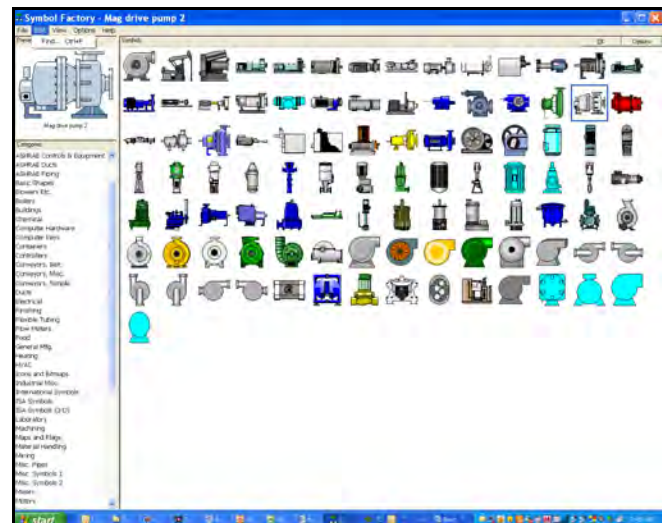 Symbol Factory - Mag drive pump 2
File Edit View Options Help
Find... Ctrl+F
Symbols
Mag drive pump 2
Categories
ASHRAE Controls & Equipment
ASHRAE Ducts
ASHRAE Piping
Basic Shapes
Blowers Etc.
Boilers
Buildings
Chemical
Computer Hardware
Computer Keys
Containers
Controllers
Conveyors, Belt
Conveyors, Misc.
Conveyors, Simple
Ducts
Electrical
Finishing
Flexible Tubing
Flow Meters
Food
General Mfg.
Heating
HVAC
Icons and Bitmaps
Industrial Misc.
International Symbols
ISA Symbols
ISA Symbols (3-D)
Laboratory
Machining
Maps and Flags
Material Handling
Mining
Misc. Pipes
Misc. Symbols 1
Misc. Symbols 2
Mixers
Motors
start